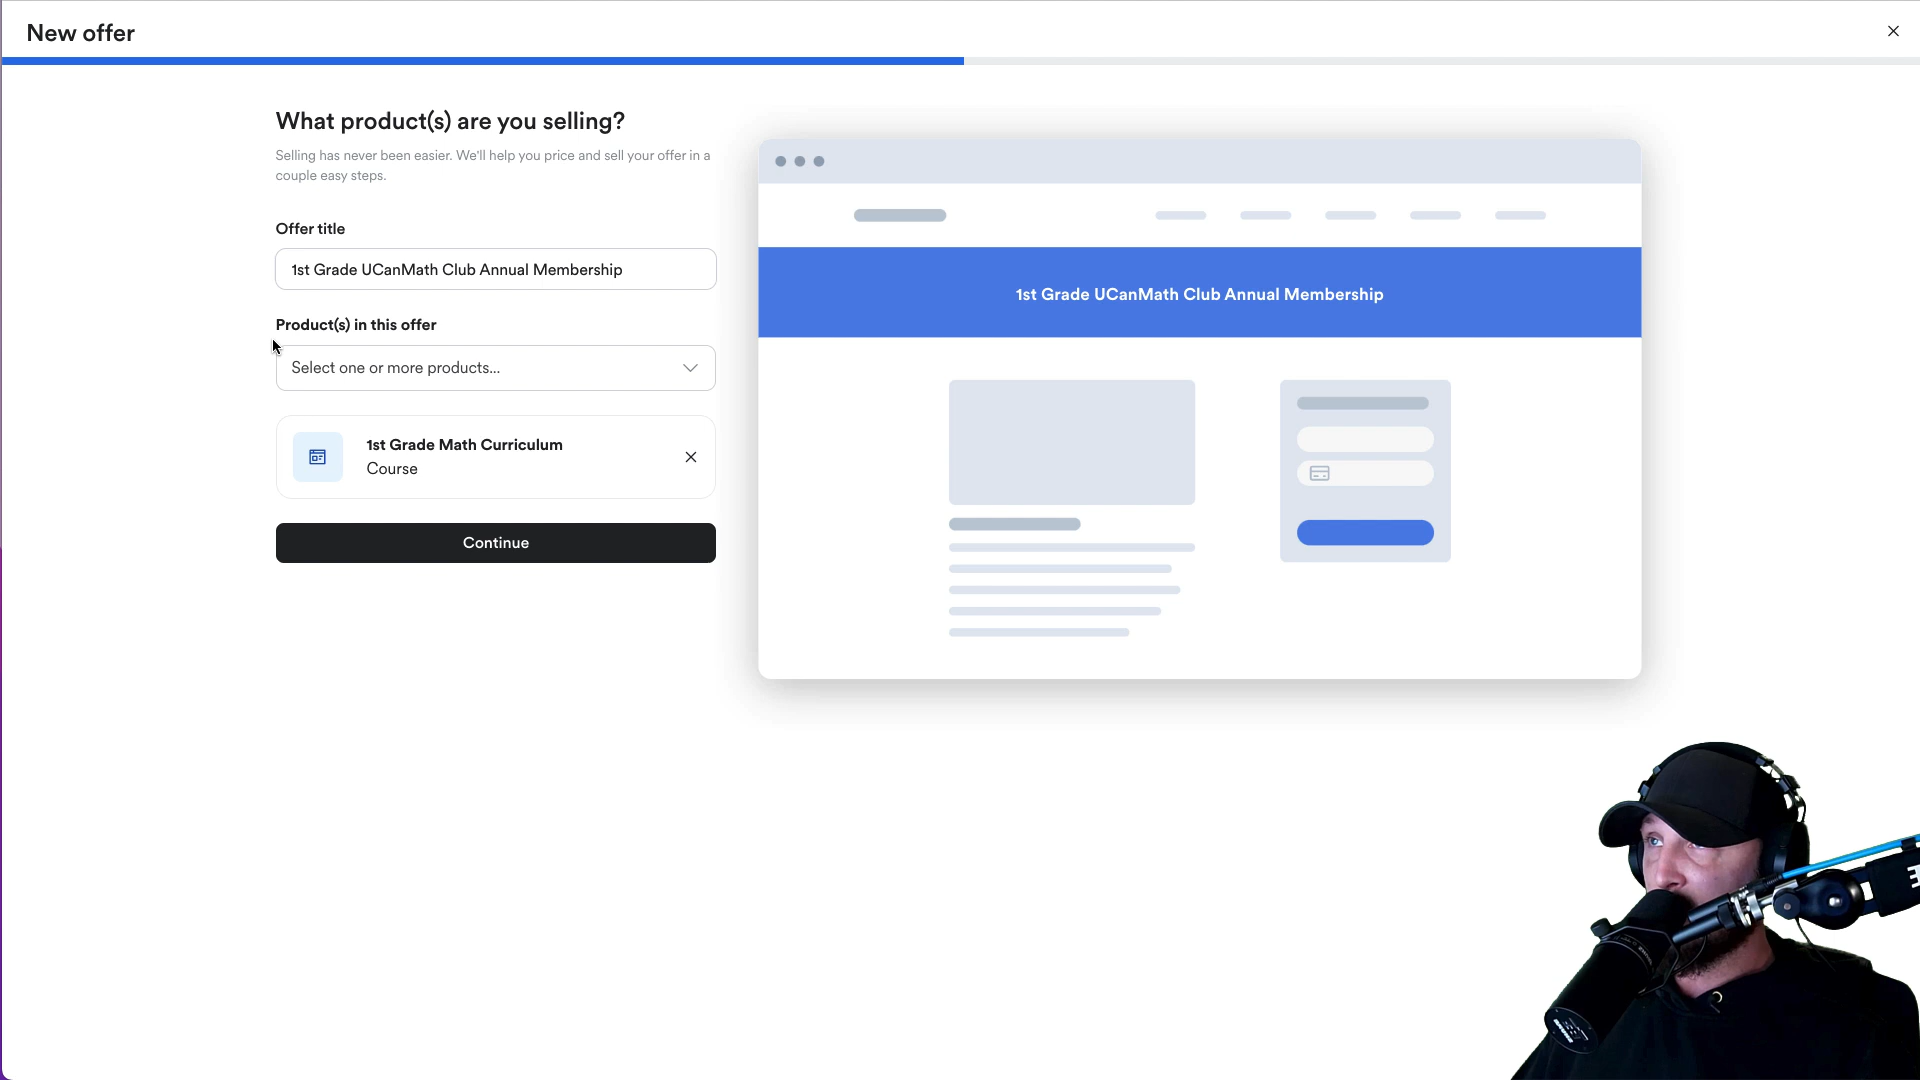 New offer
What product(s) are you selling?
Selling has never been easier. We'll help you price and sell your offer in a
couple easy steps.
Offer title
1st Grade UCanMath Club Annual Membership
1st Grade UCanMath Club Annual Membership
Product(s) in this offer
Select one or more products...
1st Grade Math Curriculum
Course
Continue